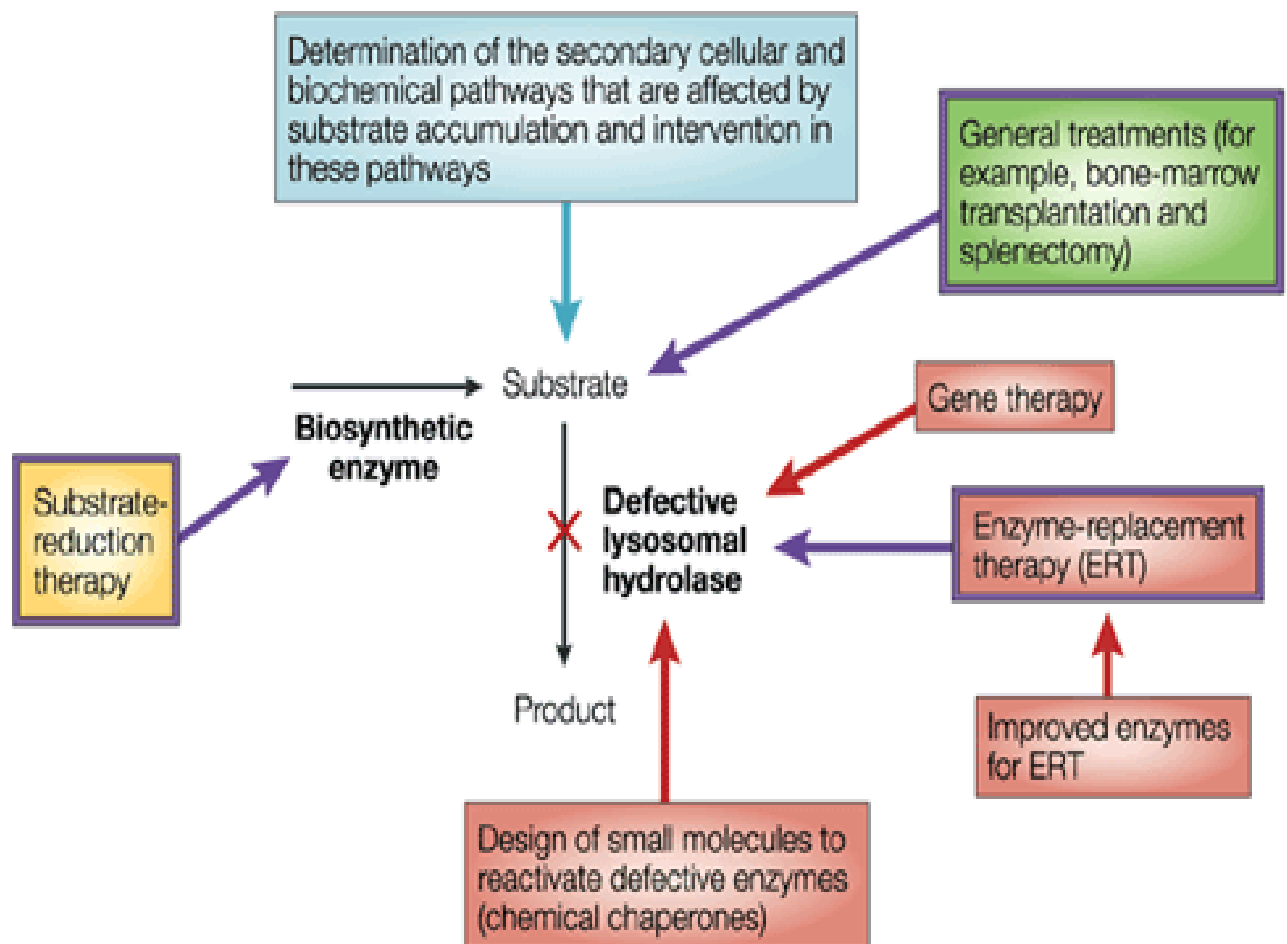 Determination of the secondary cellular and
biochemical pathways that are affected by
substrate accumulation and intervention in
these pathways
General treatments (for
example, bone-marrow
transplantation and
splenectomy)
Substrate
Gene therapy
Biosynthetic
enzyme
Substrate-
reduction
therapy
Defective
lysosomal
hydrolase
Enzyme-replacement
therapy (ERT)
Product
Improved enzymes
for ERT
Design of small molecules to
reactivate defective enzymes
(chemical chaperones)